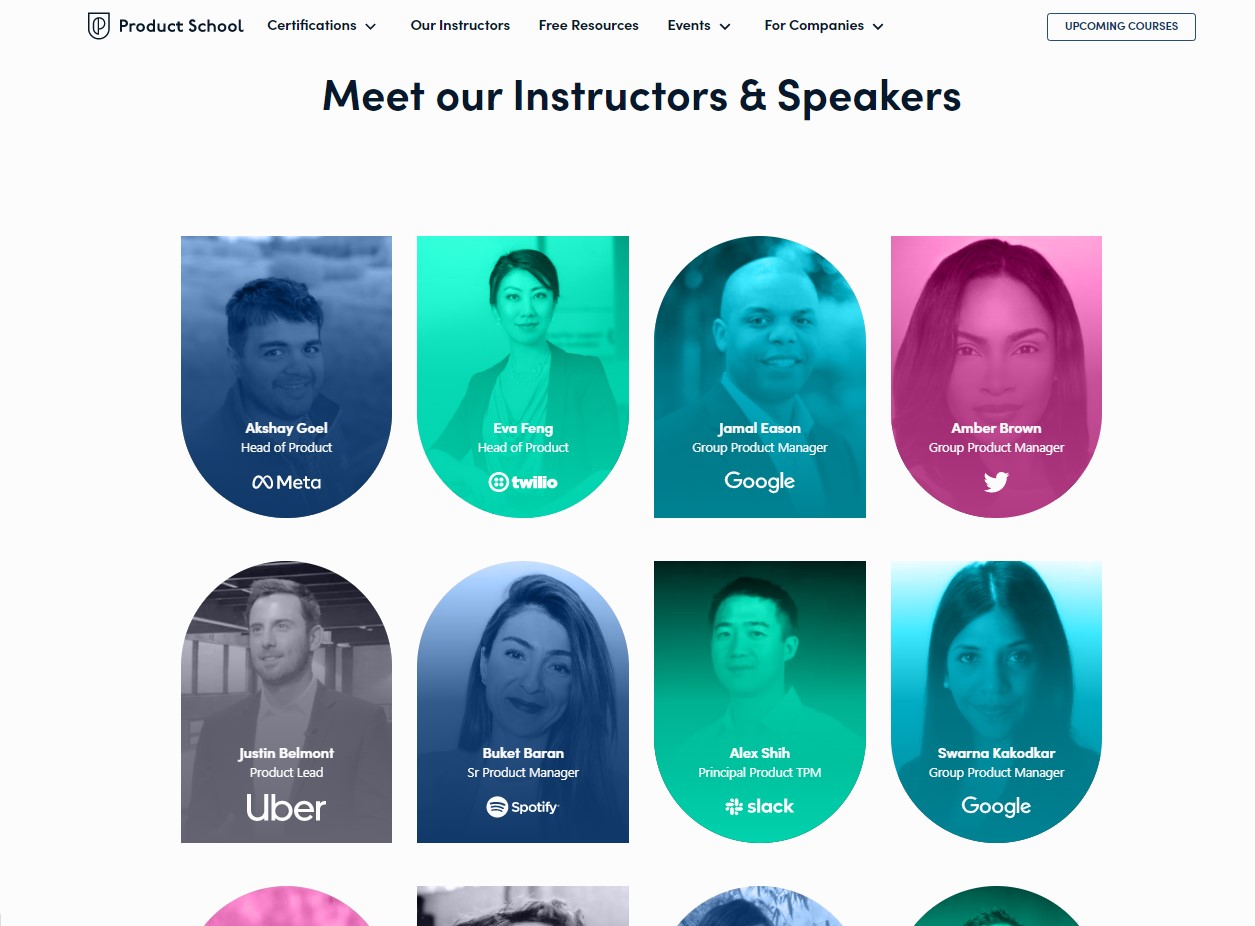 Product School
Certifications
Our Instructors
Free Resources
Events
For Companies
UPCOMING COURSES
Meet our Instructors & Speakers
Akshay Goel
Head of Product
Meta
Eva Feng
Head of Product
twilio
Jamal Eason
Group Product Manager
Google
Amber Brown
Group Product Manager
Justin Belmont
Product Lead
Uber
Buket Baran
Sr Product Manager
Spotify
Alex Shih
Principal Product TPM
slack
Swarna Kakodkar
Group Product Manager
Google